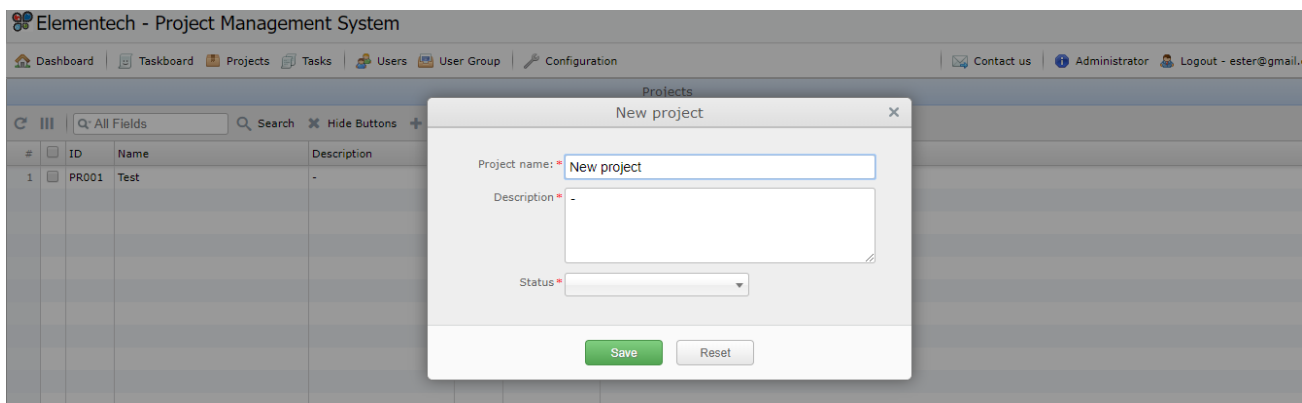 Elementech - Project Management System
Dashboard Taskboard Projects Tasks Users User Group Configuration Contact us Administrator Logout - ester@gmail.
Projects
New project
All Fields Search Hide Buttons
# ID Name Description
Project name: * New project
1 PR001 Test -
Description * -
Status *
Save Reset